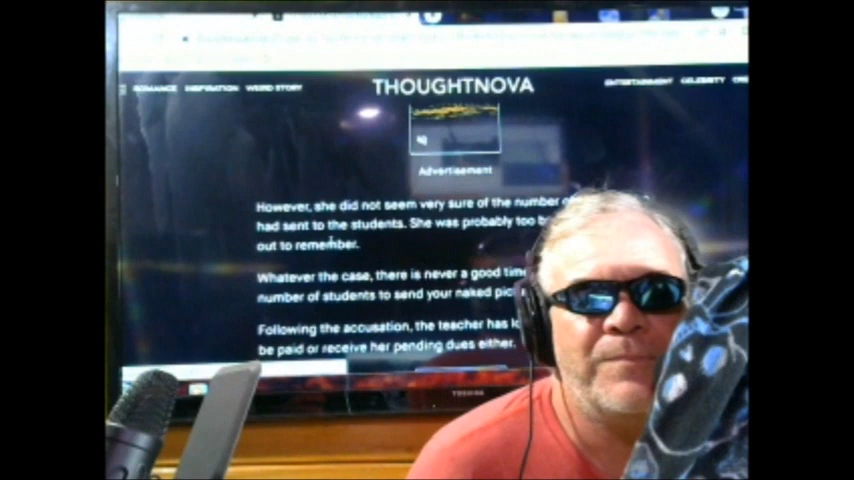 THOUGHTNOVA
ROMANCE INSPIRATION WEIRD STORY
ENTERTAINMENT CELEBRITY
Advertisement
However, she did not seem very sure of the number
had sent to the students. She was probably too
out to remember.
Whatever the case, there is never a good time
number of students to send your naked
Following the accusation, the teacher has
be paid or receive her pending dues either.
TOSHIBA